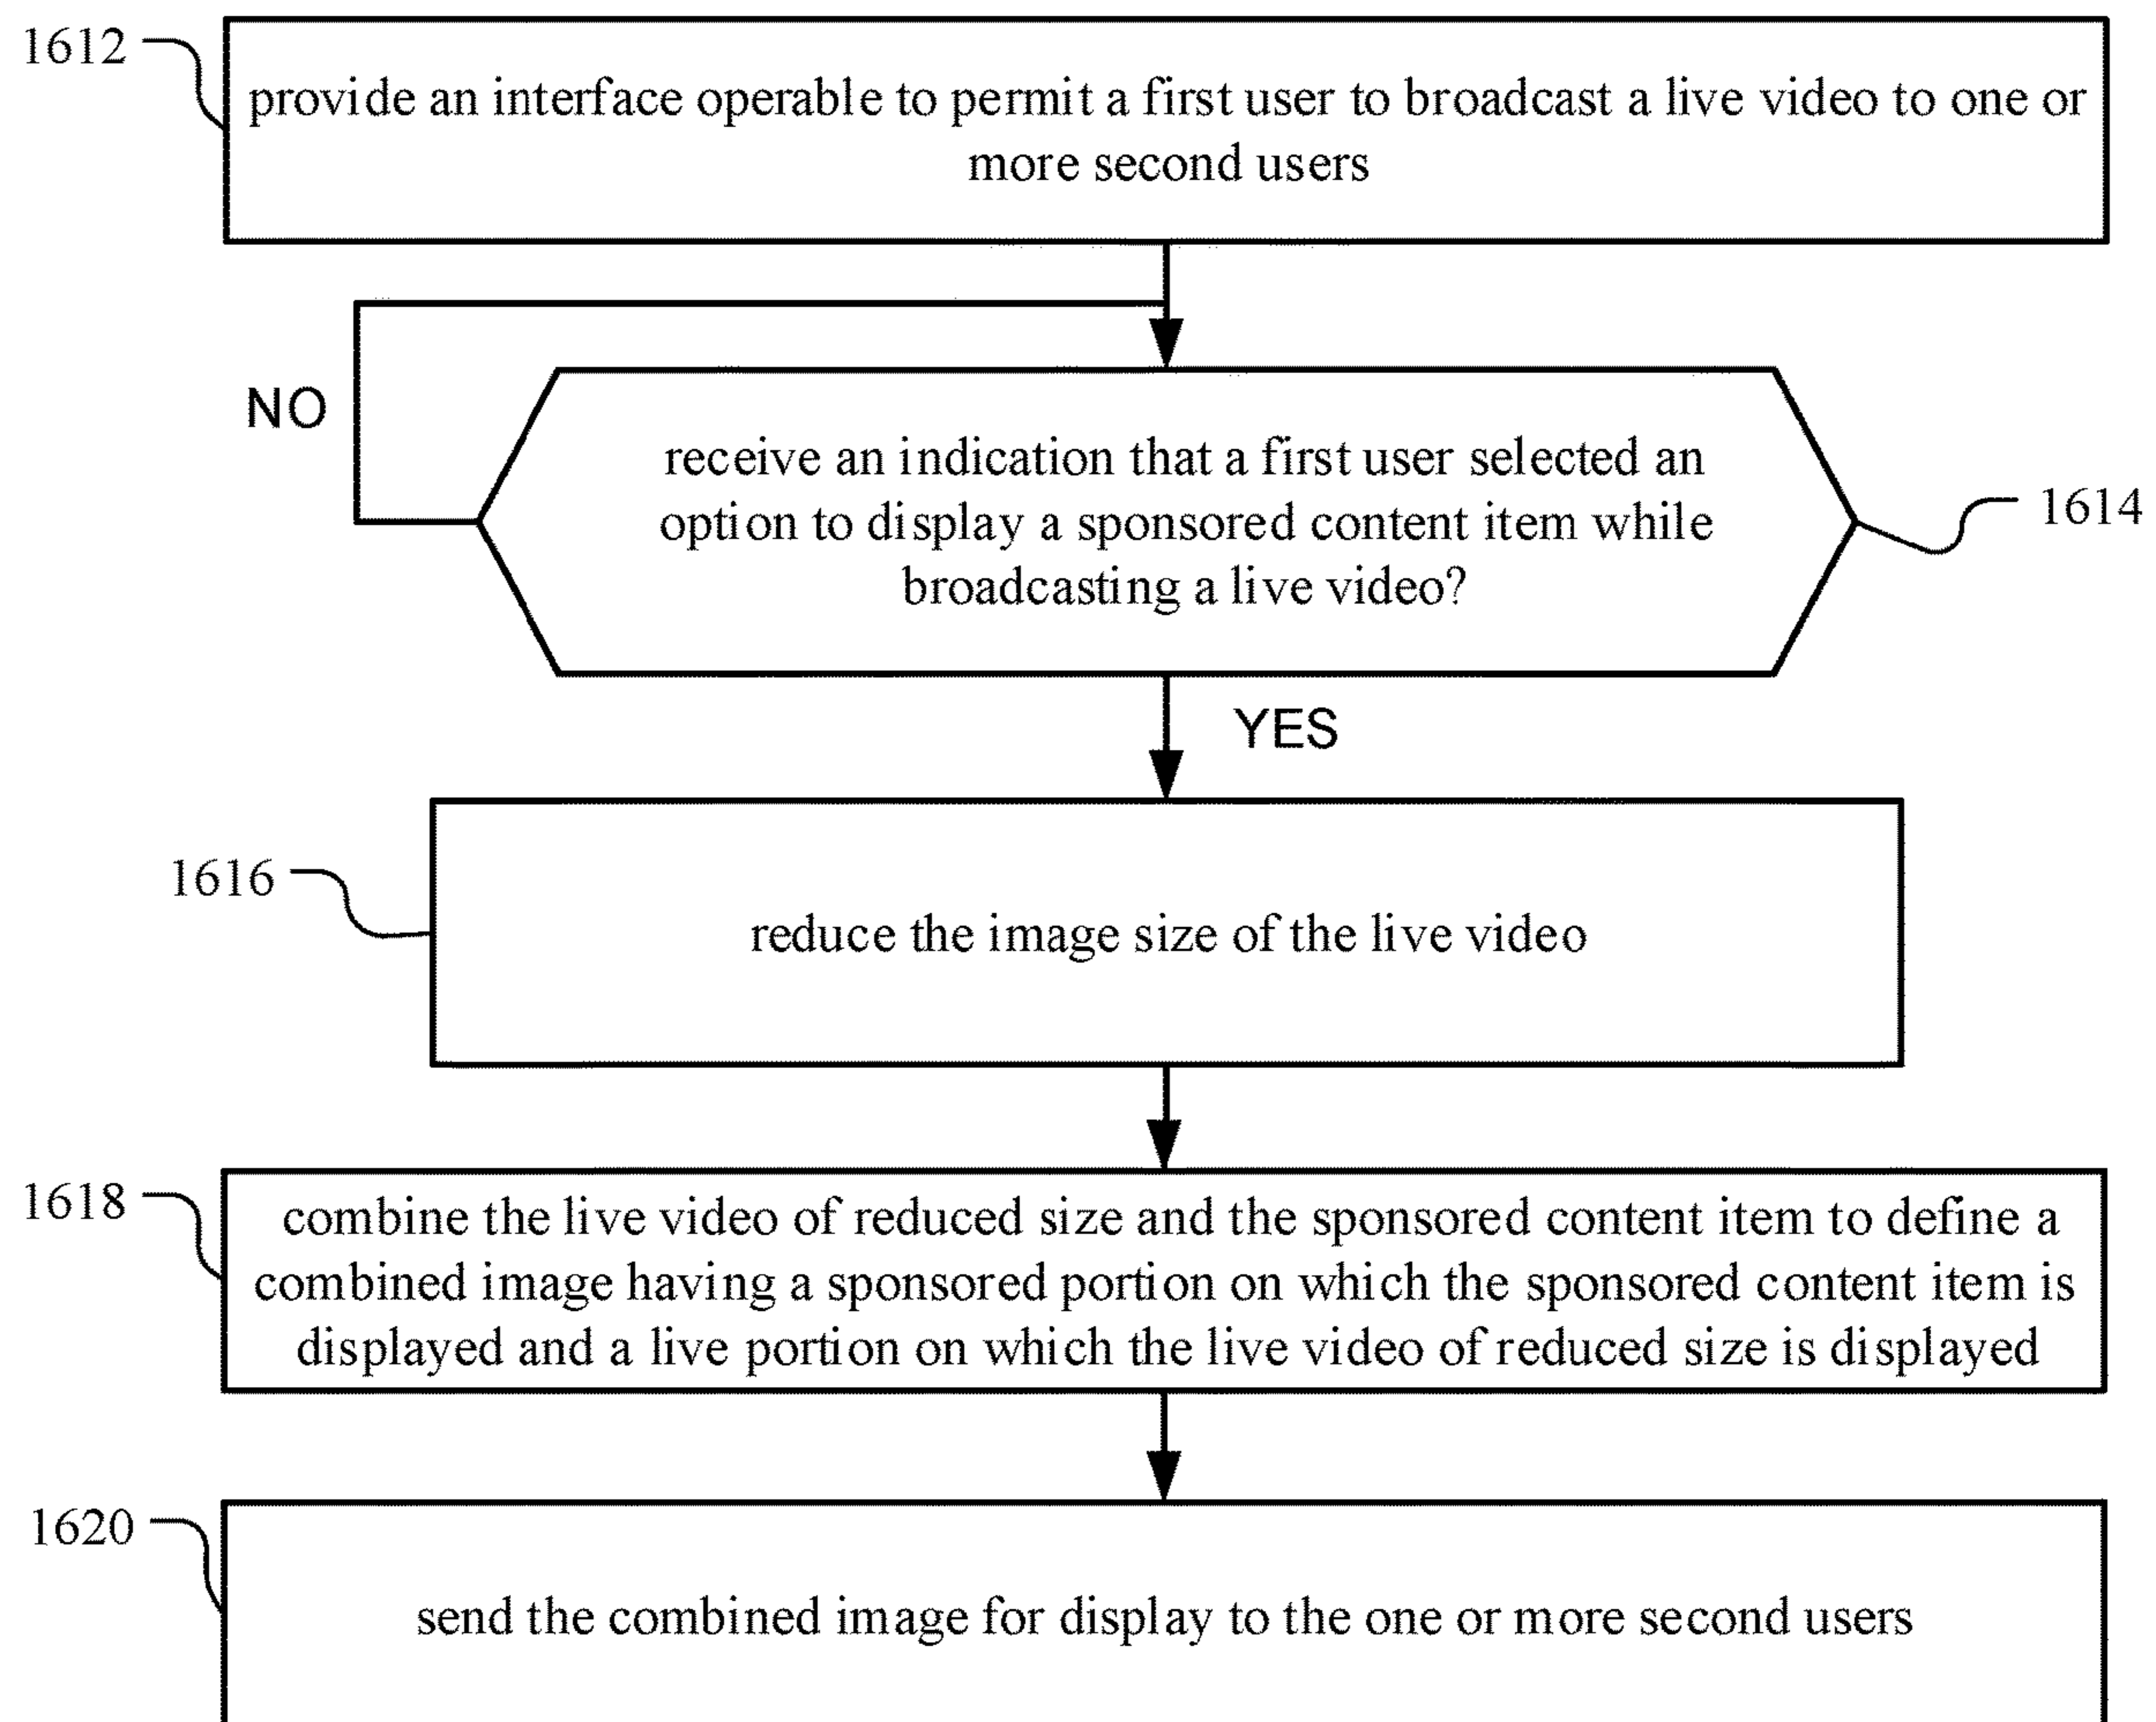 1612
provide an interface operable to permit a first user to broadcast a live video to one or
more second users
NO
receive an indication that a first user selected an
option to display a sponsored content item while
broadcasting a live video?
1614
YES
1616
reduce the image size of the live video
1618
combine the live video of reduced size and the sponsored content item to define a
combined image having a sponsored portion on which the sponsored content item is
displayed and a live portion on which the live video of reduced size is displayed
1620
send the combined image for display to the one or more second users